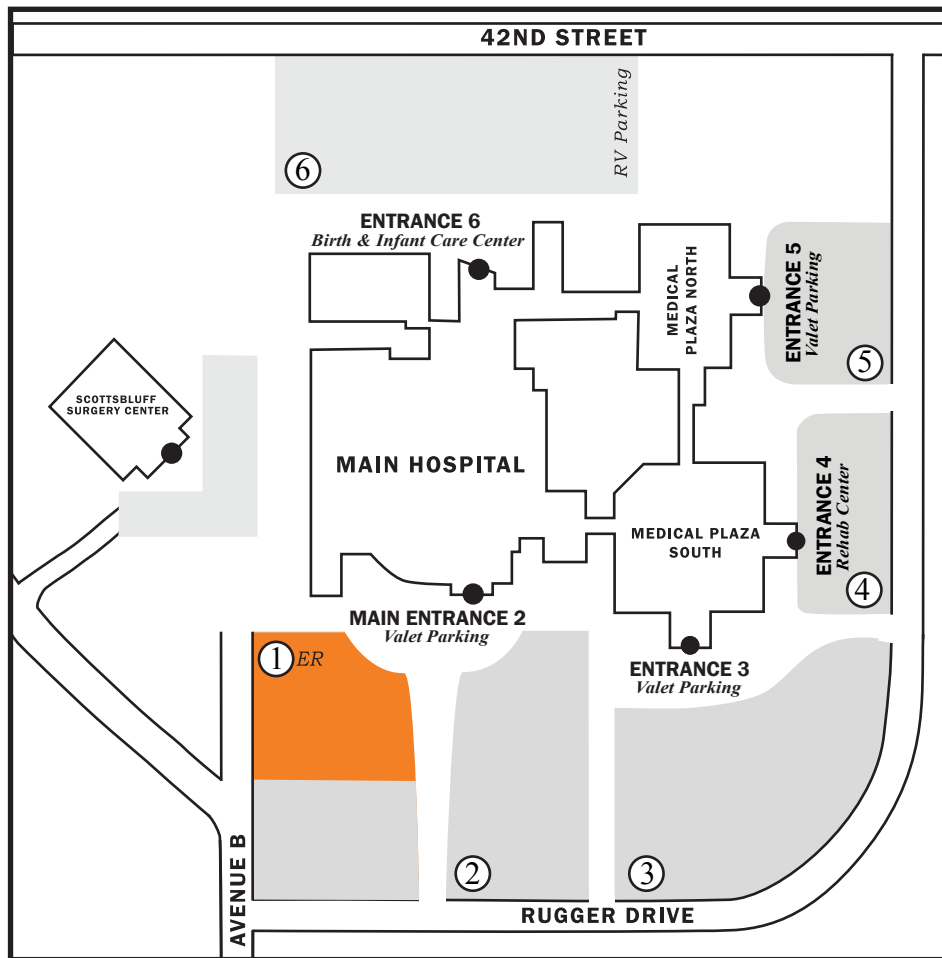 42ND STREET
RV Parking
6
ENTRANCE 6
Birth & Infant Care Center
MEDICAL
PLAZA NORTH
ENTRANCE 5
Valet Parking
5
SCOTTSBLUFF
SURGERY CENTER
MAIN HOSPITAL
MEDICAL PLAZA
SOUTH
ENTRANCE 4
Rehab Center
4
MAIN ENTRANCE 2
Valet Parking
1 ER
ENTRANCE 3
Valet Parking
2
3
AVENUE B
RUGGER DRIVE